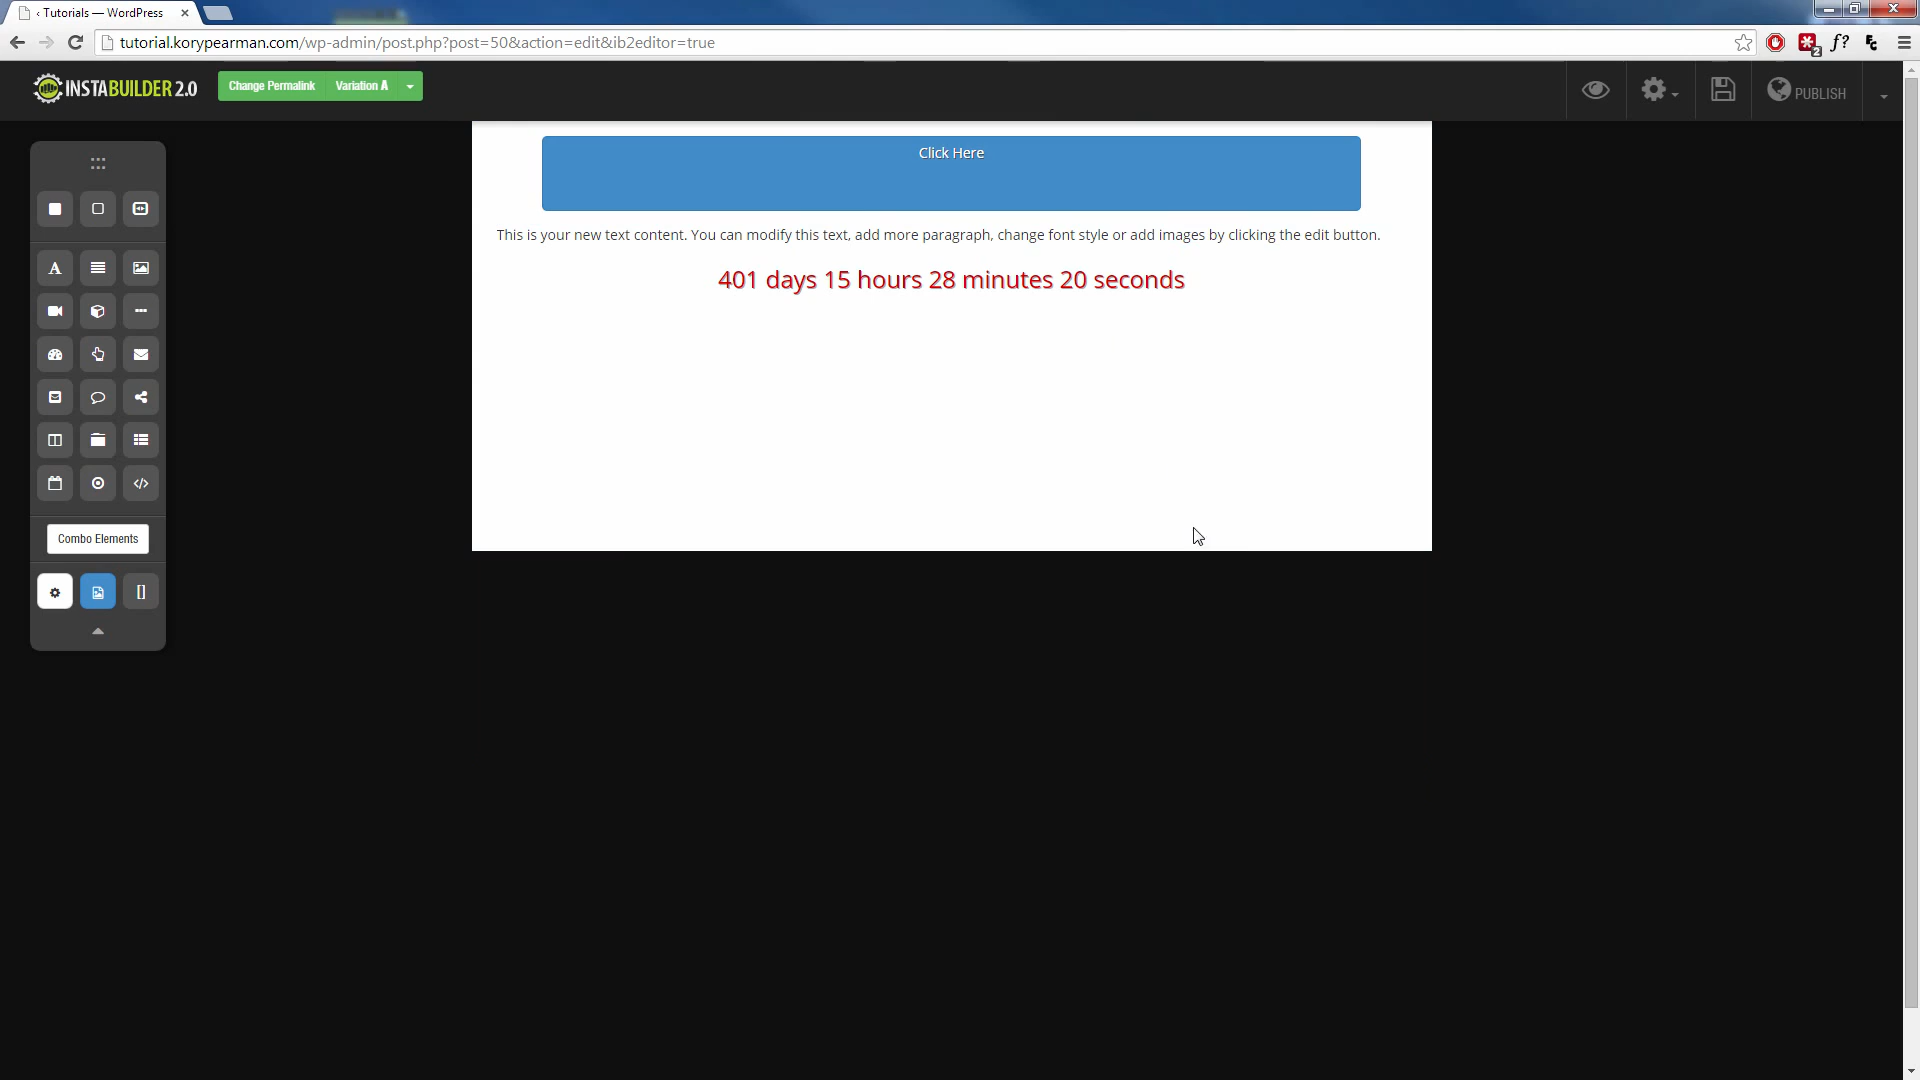 ‹ Tutorials — WordPress
tutorial.korypearman.com/wp-admin/post.php?post=50&action=edit&ib2editor=true
2
f?
INSTABUILDER 2.0
Change Permalink
Variation A
PUBLISH
Click Here
This is your new text content. You can modify this text, add more paragraph, change font style or add images by clicking the edit button.
401 days 15 hours 28 minutes 20 seconds
A
</>
Combo Elements
[]